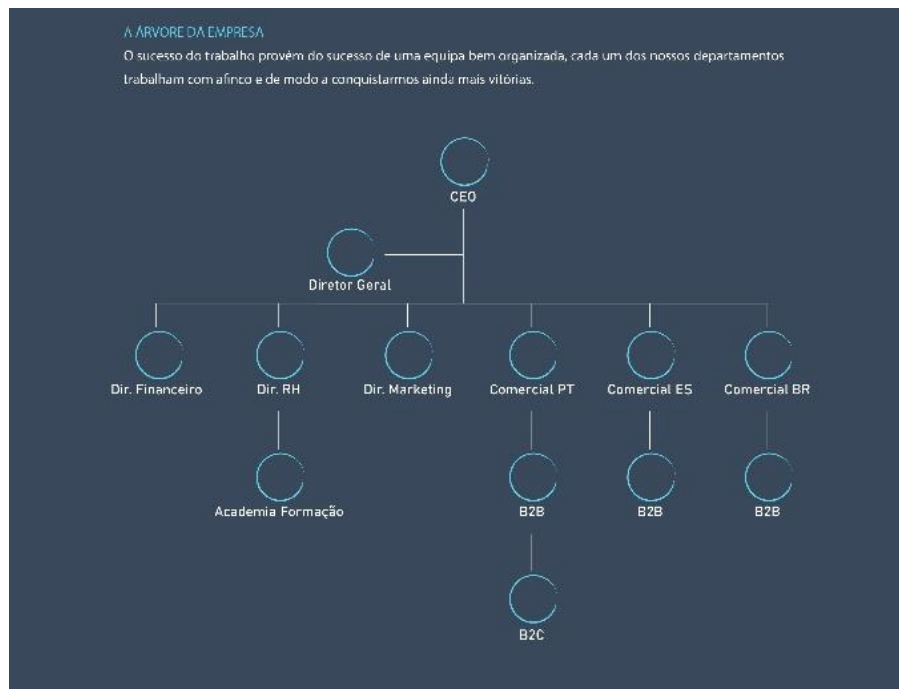 A ÁRVORE DA EMPRESA
O sucesso do trabalho provém do sucesso de uma equipa bem organizada, cada um dos nossos departamentos
trabalham com afinco e de modo a conquistarmos ainda mais vitórias.
CEO
Diretor Geral
Dir. Financeiro
Dir. RH
Dir. Marketing
Comercial PT
Comercial ES
Comercial BR
Academia Formação
B2B
B2B
B2B
B2C